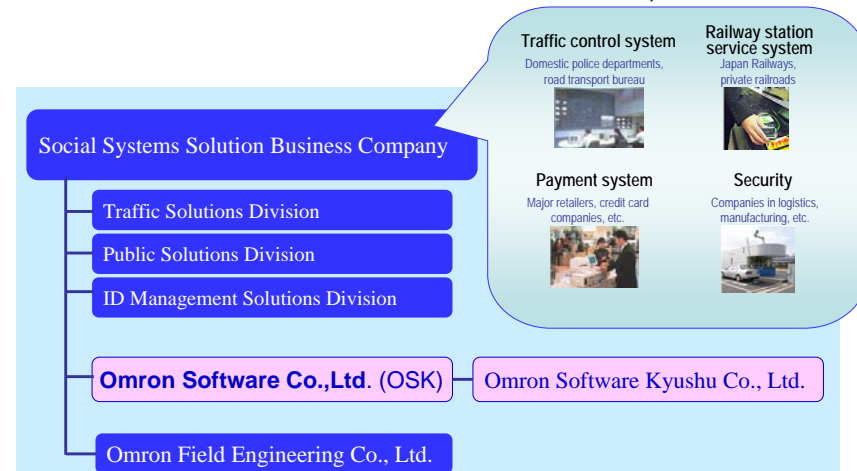 Traffic control system
Domestic police departments,
road transport bureau
Railway station
service system
Japan Railways,
private railroads
Payment system
Major retailers, credit card
companies, etc.
Security
Companies in logistics,
manufacturing, etc.
Social Systems Solution Business Company
Traffic Solutions Division
Public Solutions Division
ID Management Solutions Division
Omron Software Co.,Ltd. (OSK)
Omron Software Kyushu Co., Ltd.
Omron Field Engineering Co., Ltd.